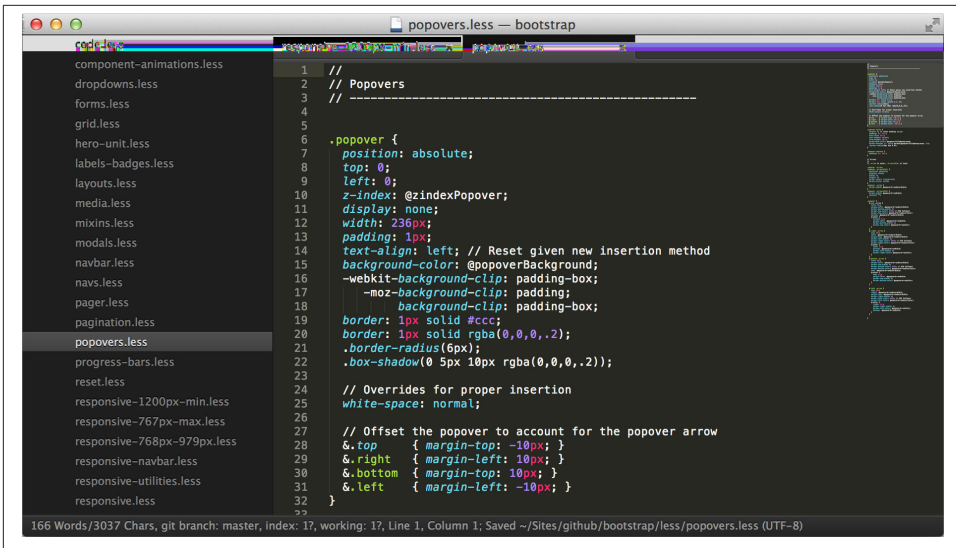 popovers.less — bootstrap
code.less
component-animations.less
dropdowns.less
forms.less
grid.less
hero-unit.less
labels-badges.less
layouts.less
media.less
mixins.less
modals.less
navbar.less
navs.less
pager.less
pagination.less
popovers.less
progress-bars.less
reset.less
responsive-1200px-min.less
responsive-767px-max.less
responsive-768px-979px.less
responsive-navbar.less
responsive-utilities.less
responsive.less
1 //
2 // Popovers
3 // --------------------------------------------------
4
5
6 .popover {
7 position: absolute;
8 top: 0;
9 left: 0;
10 z-index: @zindexPopover;
11 display: none;
12 width: 236px;
13 padding: 1px;
14 text-align: left; // Reset given new insertion method
15 background-color: @popoverBackground;
16 -webkit-background-clip: padding-box;
17 -moz-background-clip: padding;
18 background-clip: padding-box;
19 border: 1px solid #ccc;
20 border: 1px solid rgba(0,0,0,.2);
21 .border-radius(6px);
22 .box-shadow(0 5px 10px rgba(0,0,0,.2));
23
24 // Overrides for proper insertion
25 white-space: normal;
26
27 // Offset the popover to account for the popover arrow
28 &.top { margin-top: -10px; }
29 &.right { margin-left: 10px; }
30 &.bottom { margin-top: 10px; }
31 &.left { margin-left: -10px; }
32 }
33
166 Words/3037 Chars, git branch: master, index: 1?, working: 1?, Line 1, Column 1; Saved ~/Sites/github/bootstrap/less/popovers.less (UTF-8)